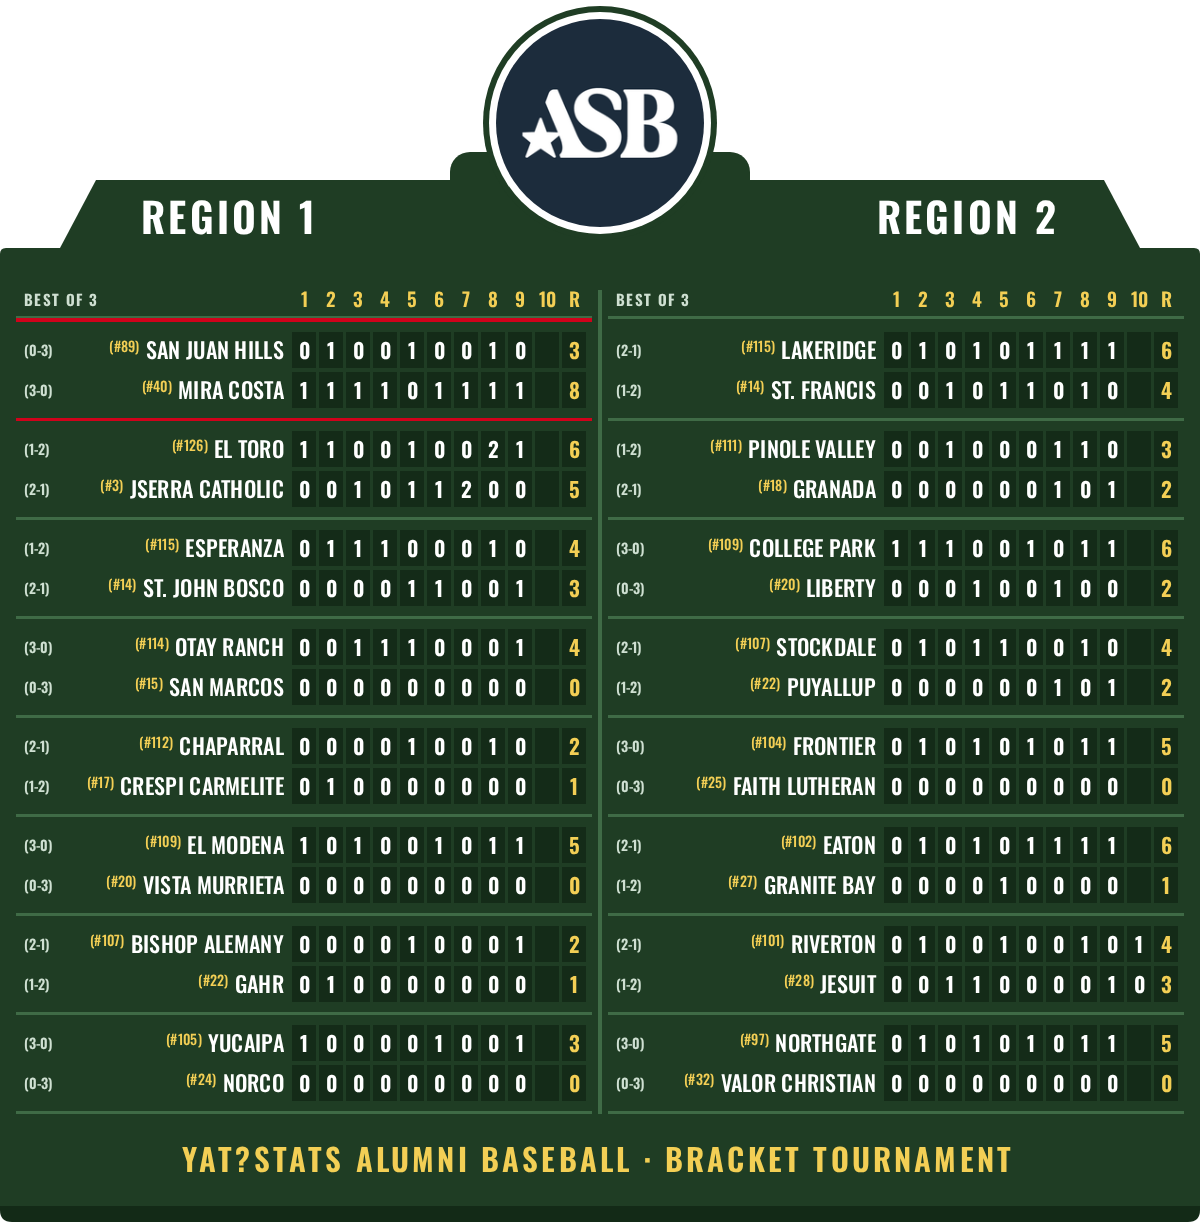 ASB
REGION 1
REGION 2
BEST OF 3 1 2 3 4 5 6 7 8 9 10 R
(0-3) (#89) SAN JUAN HILLS 0 1 0 0 1 0 0 1 0 3
(3-0) (#40) MIRA COSTA 1 1 1 1 0 1 1 1 1 8
(1-2) (#126) EL TORO 1 1 0 0 1 0 0 2 1 6
(2-1) (#3) JSERRA CATHOLIC 0 0 1 0 1 1 2 0 0 5
(1-2) (#115) ESPERANZA 0 1 1 1 0 0 0 1 0 4
(2-1) (#14) ST. JOHN BOSCO 0 0 0 0 1 1 0 0 1 3
(3-0) (#114) OTAY RANCH 0 0 1 1 1 0 0 0 1 4
(0-3) (#15) SAN MARCOS 0 0 0 0 0 0 0 0 0 0
(2-1) (#112) CHAPARRAL 0 0 0 0 1 0 0 1 0 2
(1-2) (#17) CRESPI CARMELITE 0 1 0 0 0 0 0 0 0 1
(3-0) (#109) EL MODENA 1 0 1 0 0 1 0 1 1 5
(0-3) (#20) VISTA MURRIETA 0 0 0 0 0 0 0 0 0 0
(2-1) (#107) BISHOP ALEMANY 0 0 0 0 1 0 0 0 1 2
(1-2) (#22) GAHR 0 1 0 0 0 0 0 0 0 1
(3-0) (#105) YUCAIPA 1 0 0 0 0 1 0 0 1 3
(0-3) (#24) NORCO 0 0 0 0 0 0 0 0 0 0
BEST OF 3 1 2 3 4 5 6 7 8 9 10 R
(2-1) (#115) LAKERIDGE 0 1 0 1 0 1 1 1 1 6
(1-2) (#14) ST. FRANCIS 0 0 1 0 1 1 0 1 0 4
(1-2) (#111) PINOLE VALLEY 0 0 1 0 0 0 1 1 0 3
(2-1) (#18) GRANADA 0 0 0 0 0 0 1 0 1 2
(3-0) (#109) COLLEGE PARK 1 1 1 0 0 1 0 1 1 6
(0-3) (#20) LIBERTY 0 0 0 1 0 0 1 0 0 2
(2-1) (#107) STOCKDALE 0 1 0 1 1 0 0 1 0 4
(1-2) (#22) PUYALLUP 0 0 0 0 0 0 1 0 1 2
(3-0) (#104) FRONTIER 0 1 0 1 0 1 0 1 1 5
(0-3) (#25) FAITH LUTHERAN 0 0 0 0 0 0 0 0 0 0
(2-1) (#102) EATON 0 1 0 1 0 1 1 1 1 6
(1-2) (#27) GRANITE BAY 0 0 0 0 1 0 0 0 0 1
(2-1) (#101) RIVERTON 0 1 0 0 1 0 0 1 0 1 4
(1-2) (#28) JESUIT 0 0 1 1 0 0 0 0 1 0 3
(3-0) (#97) NORTHGATE 0 1 0 1 0 1 0 1 1 5
(0-3) (#32) VALOR CHRISTIAN 0 0 0 0 0 0 0 0 0 0
YAT?STATS ALUMNI BASEBALL · BRACKET TOURNAMENT